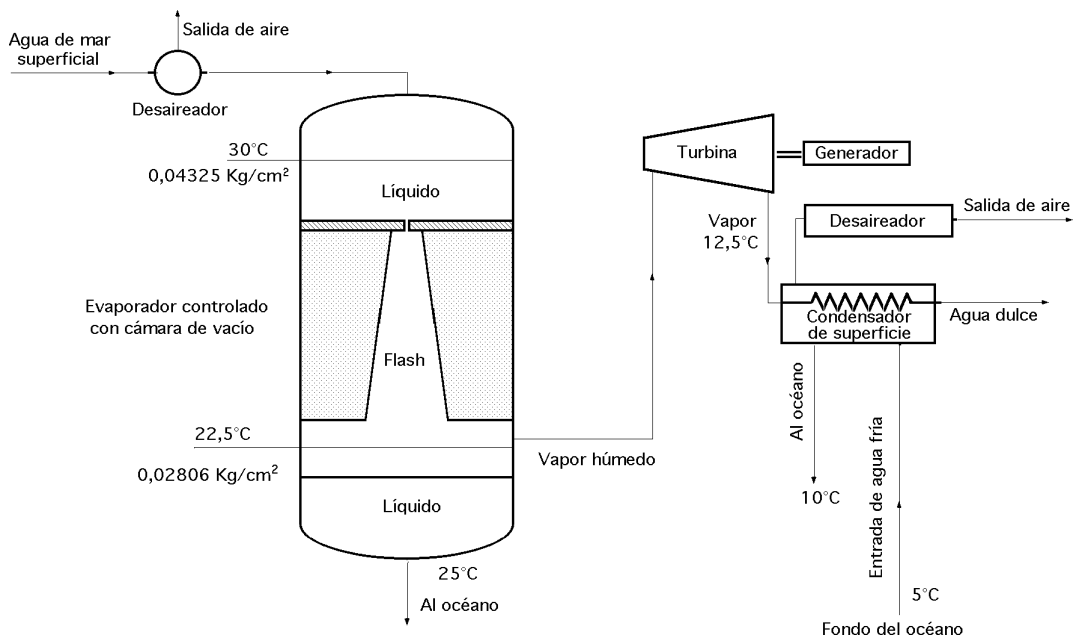 Agua de mar
superficial
Salida de aire
Desaireador
30°C
0,04325 Kg/cm²
Líquido
Evaporador controlado
con cámara de vacío
Flash
22,5°C
0,02806 Kg/cm²
Líquido
25°C
Al océano
Vapor húmedo
Turbina
Generador
Vapor
12,5°C
Desaireador
Salida de aire
Condensador
de superficie
Agua dulce
Al océano
10°C
Entrada de agua fría
5°C
Fondo del océano